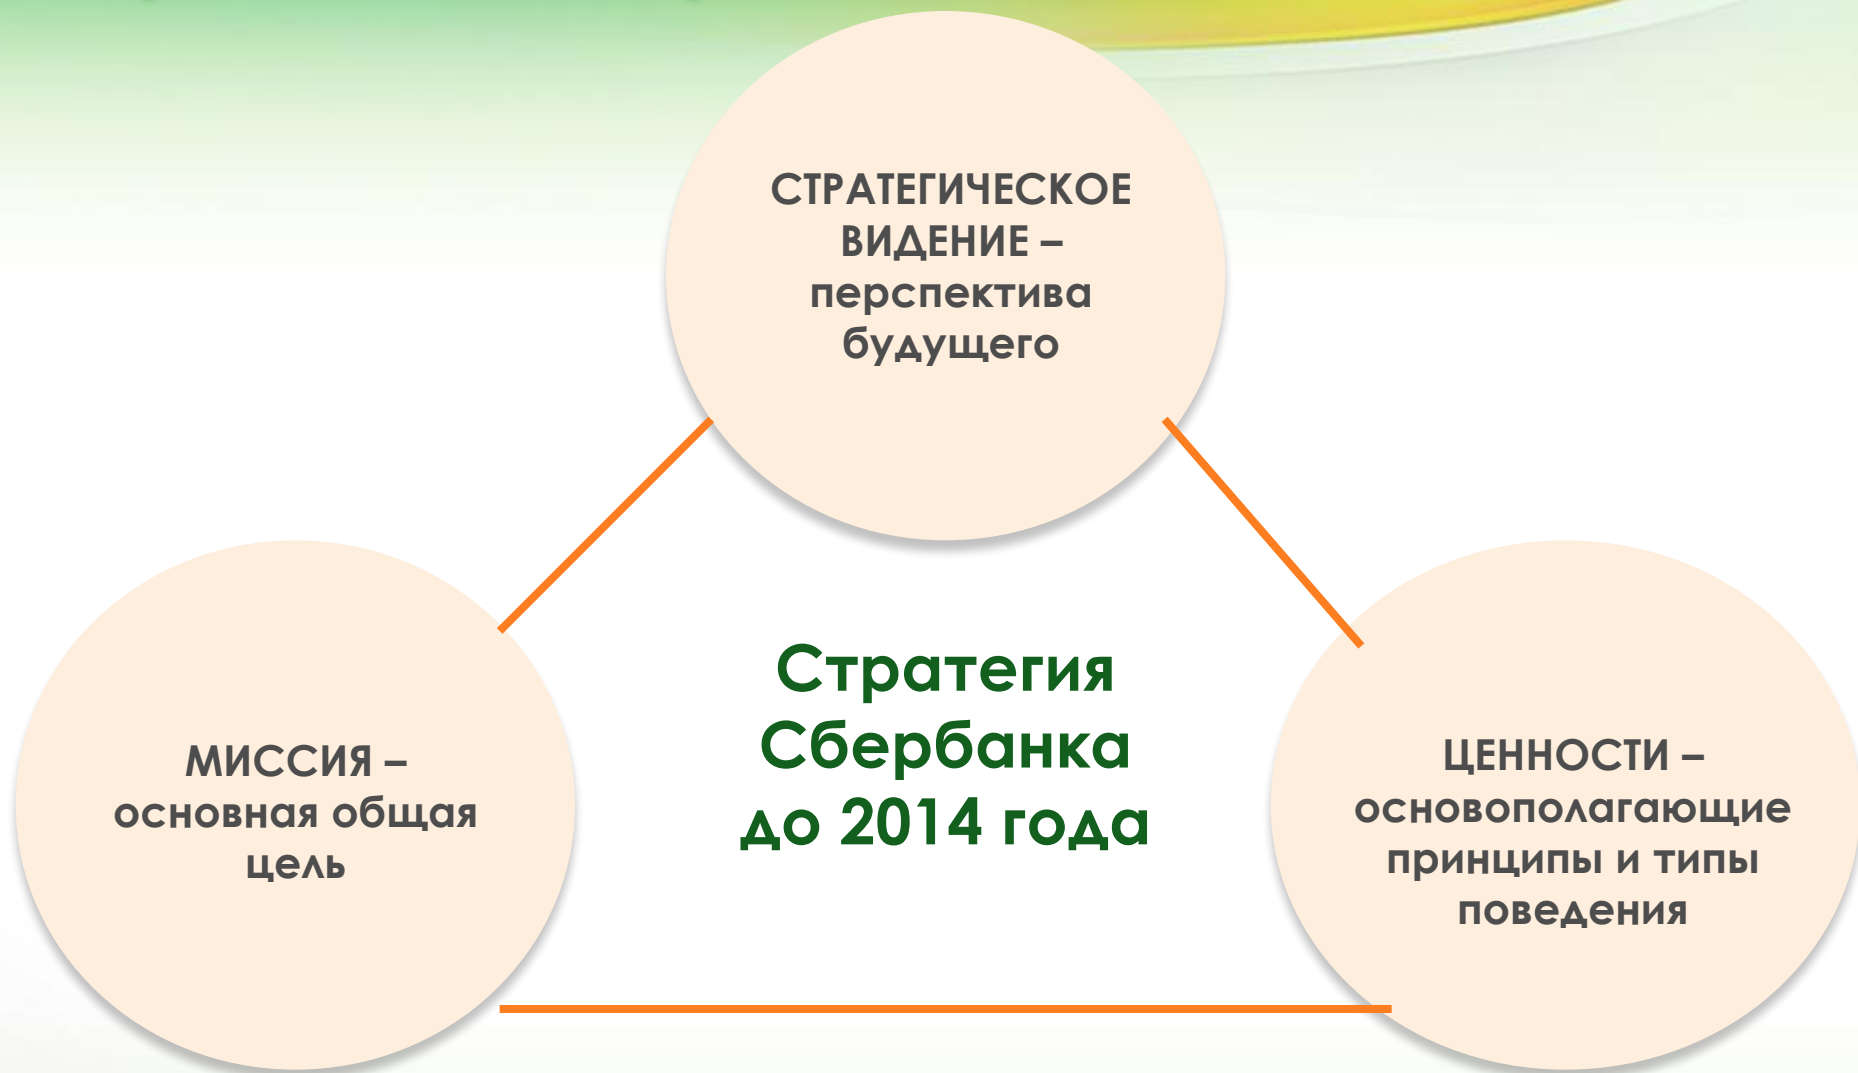 СТРАТЕГИЧЕСКОЕ
ВИДЕНИЕ –
перспектива
будущего
Стратегия
Сбербанка
до 2014 года
МИССИЯ –
основная общая
цель
ЦЕННОСТИ –
основополагающие
принципы и типы
поведения